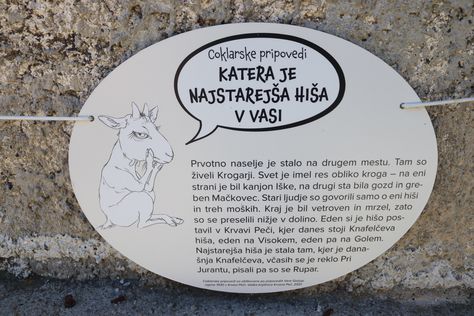 Coklarske pripovedi
KATERA JE
NAJSTAREJŠA HIŠA
V VASI
Prvotno naselje je stalo na drugem mestu. Tam so
živeli Krogarji. Svet je imel res obliko kroga – na eni
strani je bil kanjon Iške, na drugi sta bila gozd in gre-
ben Mačkovec. Stari ljudje so govorili samo o eni hiši
in treh moških. Kraj je bil vetroven in mrzel, zato
so se preselili nižje v dolino. Eden si je hišo pos-
tavil v Krvavi Peči, kjer danes stoji Knafelčeva
hiša, eden na Visokem, eden pa na Golem.
Najstarejša hiša je stala tam, kjer je dana-
šnja Knafelčeva, včasih se je reklo Pri
Jurantu, pisali pa so se Rupar.